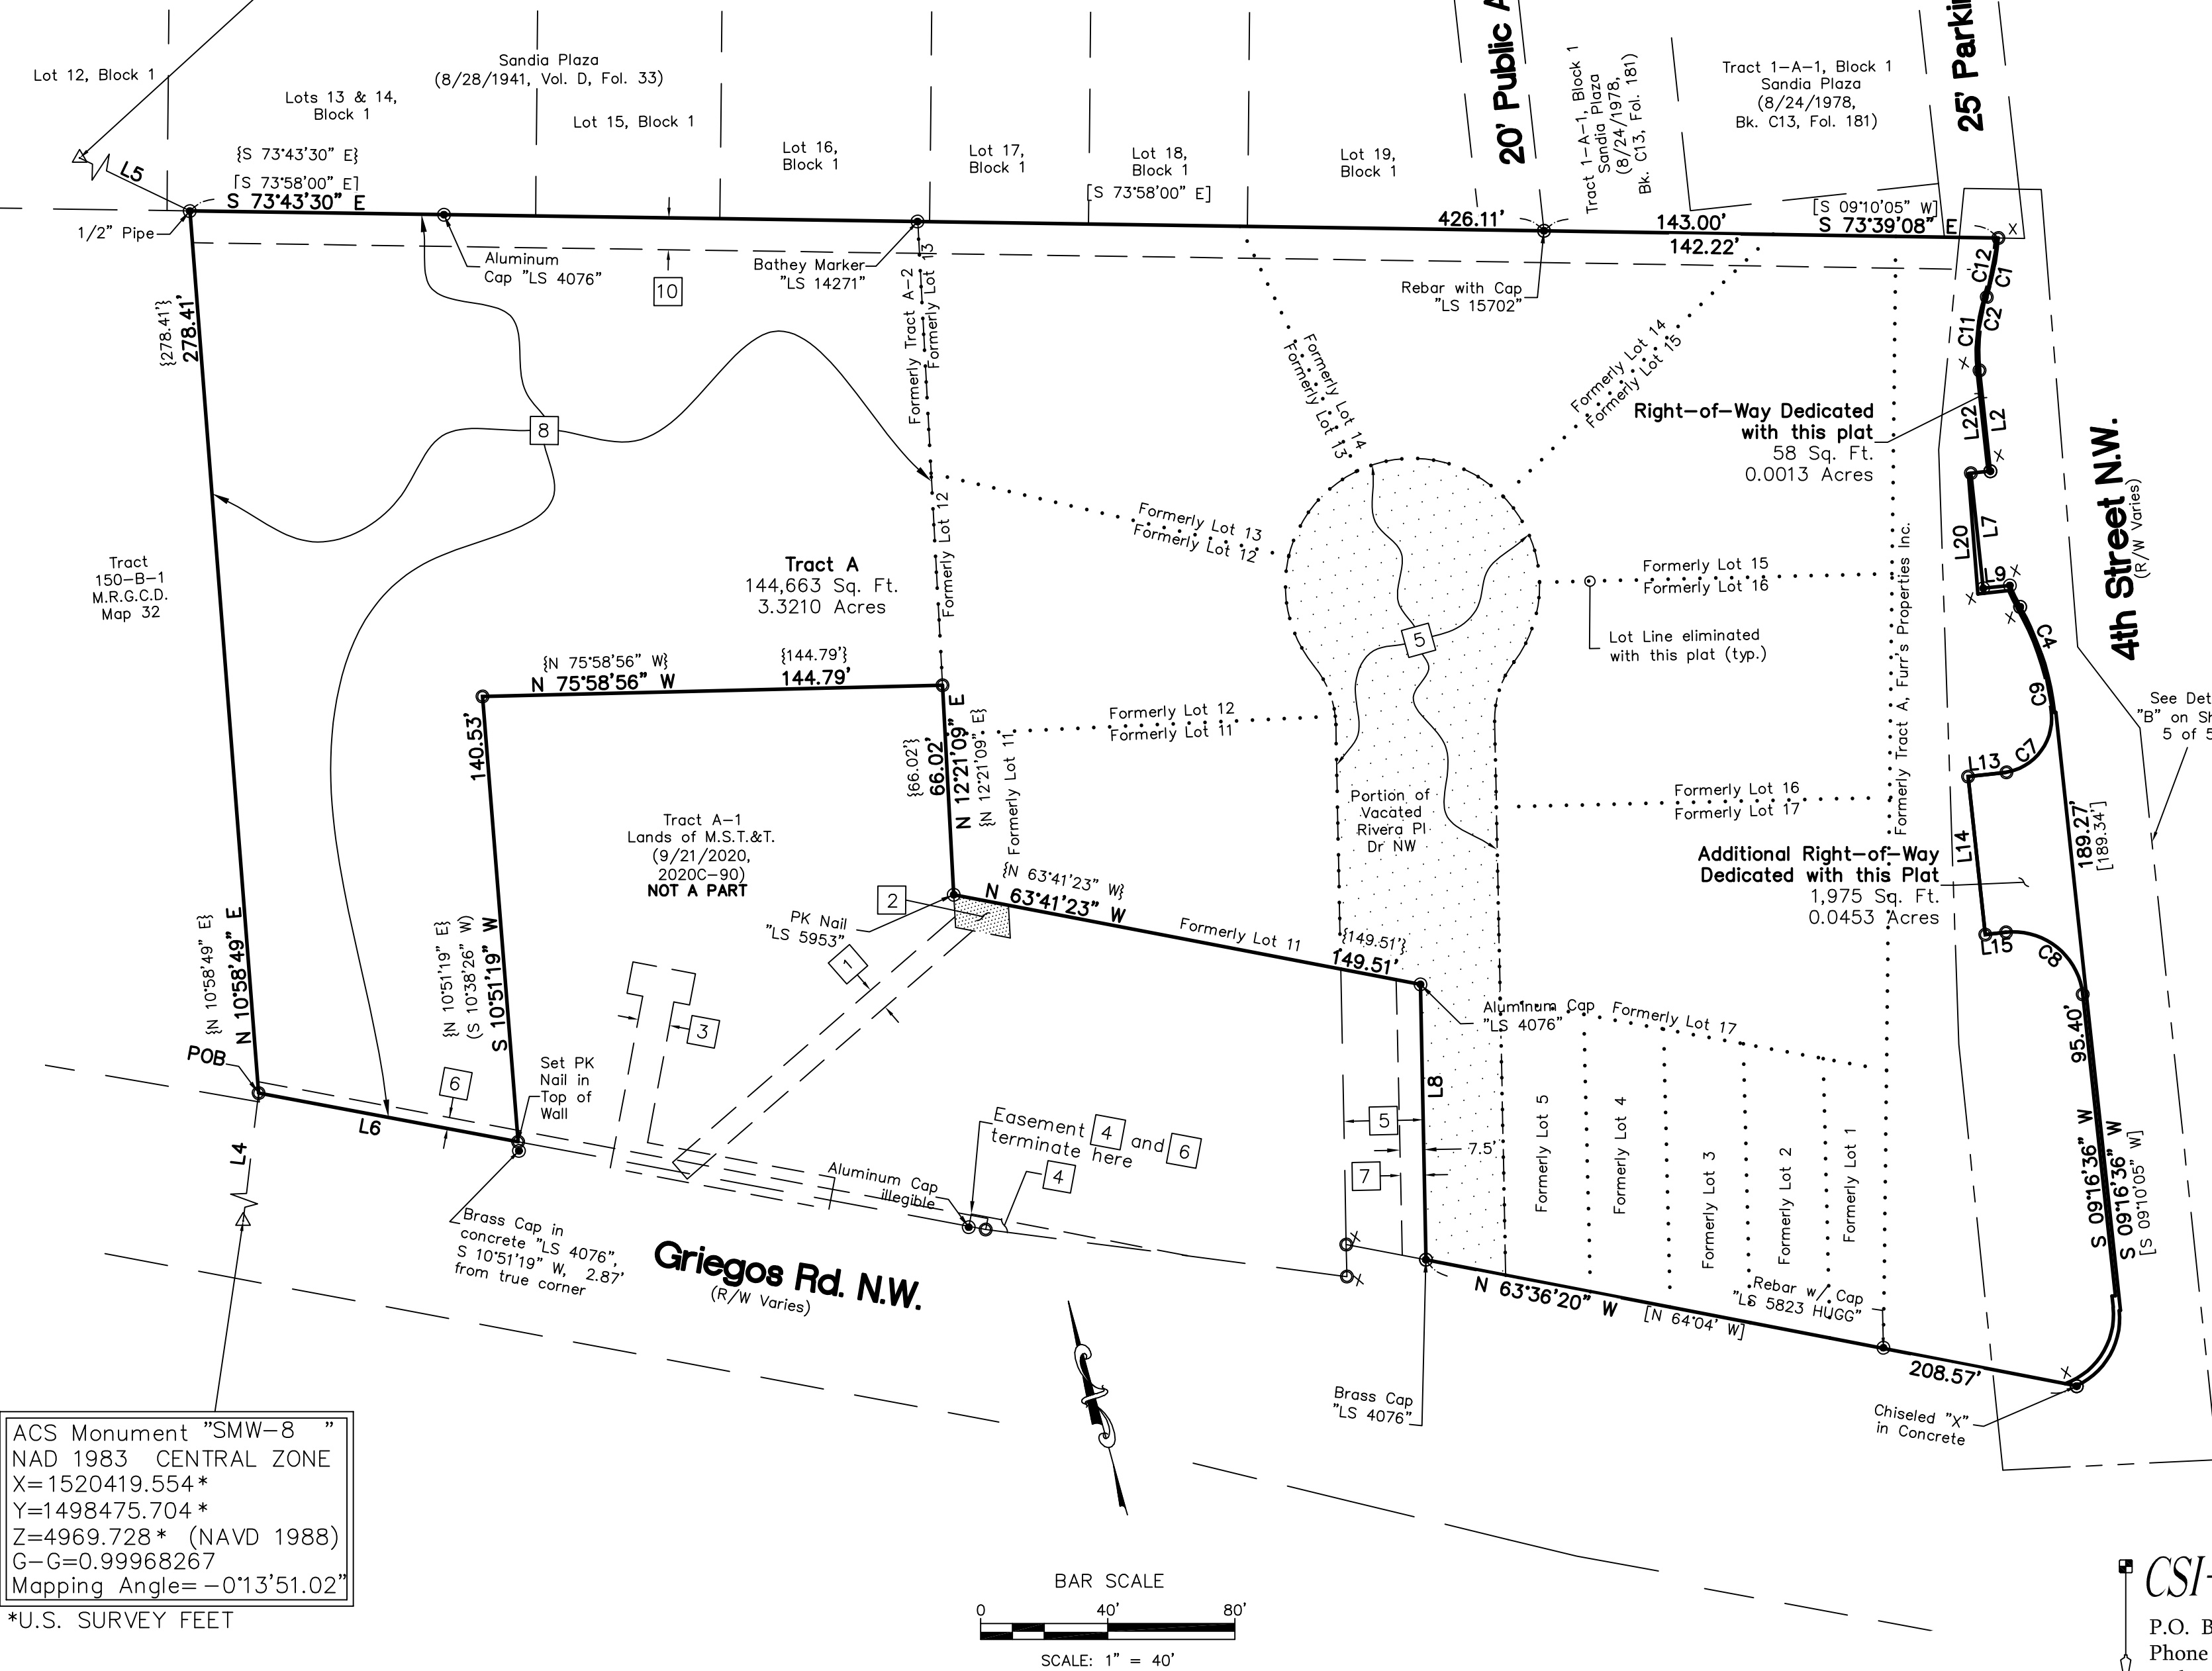 Lot 12, Block 1
Lots 13 & 14,
Block 1
Sandia Plaza
(8/28/1941, Vol. D, Fol. 33)
Lot 15, Block 1
Lot 16,
Block 1
Lot 17,
Block 1
Lot 18,
Block 1
Lot 19,
Block 1
20' Public
Tract 1-A-1, Block 1
Sandia Plaza
(8/24/1978,
Bk. C13, Fol. 181)
Tract 1-A-1, Block 1
Sandia Plaza
(8/24/1978,
Bk. C13, Fol. 181)
25'
L5
{S 73°43'30" E}
[S 73°58'00" E]
S 73°43'30" E
[S 73°58'00" E]
426.11'
143.00'
142.22'
[S 09°10'05" W]
S 73°39'08" E
X
1/2" Pipe
Aluminum
Cap "LS 4076"
10
Bathey Marker
"LS 14271"
Rebar with Cap
"LS 15702"
{278.41'}
278.41'
Formerly Tract A-2
Formerly Lot 13
8
Formerly Lot 14
Formerly Lot 13
Formerly Lot 14
Formerly Lot 15
C12
C1
C11
C2
X
Right-of-Way Dedicated
with this plat
58 Sq. Ft.
0.0013 Acres
L22
L2
X
L20
L7
L9
X
X
4th Street N.W.
(R/W Varies)
Tract
150-B-1
M.R.G.C.D.
Map 32
Tract A
144,663 Sq. Ft.
3.3210 Acres
Formerly Lot 12
Formerly Lot 13
Formerly Lot 12
5
Formerly Lot 15
Formerly Lot 16
Lot Line eliminated
with this plat (typ.)
Formerly Tract A, Furr's Properties Inc.
C4
C9
C7
L13
See
"B" on
5 of 5
{N 75°58'56" W}
N 75°58'56" W
{144.79'}
144.79'
140.53'
{66.02'}
66.02'
N 12°21'09" E
{N 12°21'09" E}
Formerly Lot 11
Formerly Lot 12
Formerly Lot 11
Portion of
Vacated
Rivera Pl
Dr NW
Formerly Lot 16
Formerly Lot 17
189.27'
[189.34']
L14
Additional Right-of-Way
Dedicated with this Plat
1,975 Sq. Ft.
0.0453 Acres
L15
C8
Tract A-1
Lands of M.S.T.&T.
(9/21/2020,
2020C-90)
NOT A PART
2
PK Nail
"LS 5953"
1
3
{N 63°41'23" W}
N 63°41'23" W
Formerly Lot 11
{149.51'}
149.51'
Aluminum Cap
"LS 4076"
Formerly Lot 17
{N 10°58'49" E}
N 10°58'49" E
{N 10°51'19" E}
(S 10°38'26" W)
S 10°51'19" W
POB
6
Set PK
Nail in
Top of
Wall
L6
L4
L8
5
7.5'
7
Formerly Lot 5
Formerly Lot 4
Formerly Lot 3
Formerly Lot 2
Formerly Lot 1
95.40'
S 09°16'36" W
S 09°16'36" W
[S 09°10'05" W]
Easement 4 and 6
terminate here
4
Aluminum Cap
illegible
Brass Cap in
concrete "LS 4076",
S 10°51'19" W, 2.87'
from true corner
Griegos Rd. N.W.
(R/W Varies)
X
X
N 63°36'20" W
[N 64°04' W]
Rebar w/ Cap
"LS 5823 HUGG"
208.57'
X
Chiseled "X"
in Concrete
Brass Cap
"LS 4076"
ACS Monument "SMW-8 "
NAD 1983 CENTRAL ZONE
X=1520419.554*
Y=1498475.704*
Z=4969.728* (NAVD 1988)
G-G=0.99968267
Mapping Angle= -0°13'51.02"
*U.S. SURVEY FEET
BAR SCALE
0 40' 80'
SCALE: 1" = 40'
CSI-
P.O.
Phone